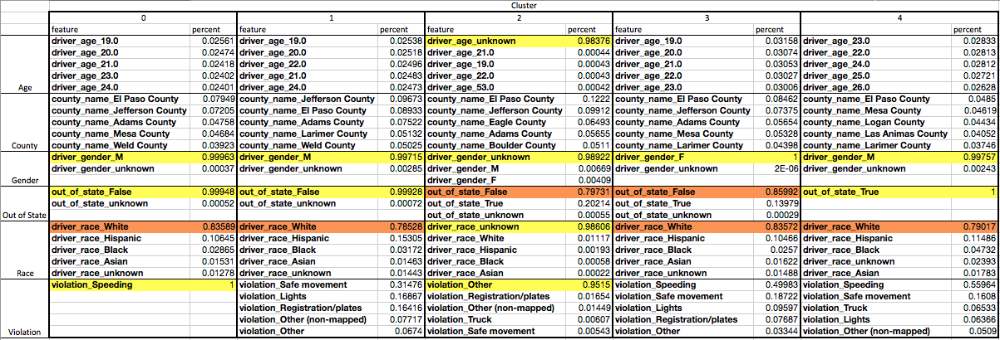 Cluster
0 1 2 3 4
feature percent feature percent feature percent feature percent feature percent
driver_age_19.0 0.02561 driver_age_19.0 0.02538 driver_age_unknown 0.98376 driver_age_19.0 0.03158 driver_age_23.0 0.02833
driver_age_20.0 0.02474 driver_age_20.0 0.02518 driver_age_21.0 0.00044 driver_age_20.0 0.03074 driver_age_22.0 0.02813
driver_age_21.0 0.02418 driver_age_22.0 0.02496 driver_age_19.0 0.00043 driver_age_21.0 0.03053 driver_age_24.0 0.02812
driver_age_23.0 0.02402 driver_age_21.0 0.02483 driver_age_22.0 0.00043 driver_age_22.0 0.03027 driver_age_25.0 0.02721
Age driver_age_24.0 0.02401 driver_age_24.0 0.02473 driver_age_53.0 0.00042 driver_age_23.0 0.03006 driver_age_26.0 0.02628
county_name_El Paso County 0.07949 county_name_Jefferson County 0.09673 county_name_El Paso County 0.1222 county_name_El Paso County 0.08462 county_name_El Paso County 0.0485
county_name_Jefferson County 0.07205 county_name_El Paso County 0.08933 county_name_Jefferson County 0.09912 county_name_Jefferson County 0.07375 county_name_Mesa County 0.04619
county_name_Adams County 0.04758 county_name_Adams County 0.07522 county_name_Eagle County 0.06493 county_name_Adams County 0.05654 county_name_Logan County 0.04434
county_name_Mesa County 0.04684 county_name_Larimer County 0.05132 county_name_Adams County 0.05655 county_name_Mesa County 0.05328 county_name_Las Animas County 0.04052
County county_name_Weld County 0.03923 county_name_Weld County 0.05025 county_name_Boulder County 0.0511 county_name_Larimer County 0.04398 county_name_Larimer County 0.03746
driver_gender_M 0.99963 driver_gender_M 0.99715 driver_gender_unknown 0.98922 driver_gender_F 1 driver_gender_M 0.99757
driver_gender_unknown 0.00037 driver_gender_unknown 0.00285 driver_gender_M 0.00669 driver_gender_unknown 2E-06 driver_gender_unknown 0.00243
Gender driver_gender_F 0.00409
out_of_state_False 0.99948 out_of_state_False 0.99928 out_of_state_False 0.79731 out_of_state_False 0.85992 out_of_state_True 1
out_of_state_unknown 0.00052 out_of_state_unknown 0.00072 out_of_state_True 0.20214 out_of_state_True 0.13979
Out of State out_of_state_unknown 0.00055 out_of_state_unknown 0.00029
driver_race_White 0.83589 driver_race_White 0.78528 driver_race_unknown 0.98606 driver_race_White 0.83572 driver_race_White 0.79017
driver_race_Hispanic 0.10645 driver_race_Hispanic 0.15305 driver_race_White 0.01117 driver_race_Hispanic 0.10466 driver_race_Hispanic 0.11486
driver_race_Black 0.02865 driver_race_Black 0.03172 driver_race_Hispanic 0.00193 driver_race_Black 0.0257 driver_race_Black 0.04732
driver_race_Asian 0.01531 driver_race_Asian 0.01463 driver_race_Black 0.00058 driver_race_Asian 0.01622 driver_race_unknown 0.02393
Race driver_race_unknown 0.01278 driver_race_unknown 0.01443 driver_race_Asian 0.00022 driver_race_unknown 0.01488 driver_race_Asian 0.01783
violation_Speeding 1 violation_Safe movement 0.31476 violation_Other 0.9515 violation_Speeding 0.49983 violation_Speeding 0.55964
violation_Lights 0.16867 violation_Registration/plates 0.01654 violation_Safe movement 0.18722 violation_Safe movement 0.1608
violation_Registration/plates 0.16416 violation_Other (non-mapped) 0.01449 violation_Lights 0.09597 violation_Truck 0.06533
violation_Other (non-mapped) 0.07717 violation_Truck 0.00607 violation_Registration/plates 0.07687 violation_Lights 0.06366
Violation violation_Other 0.0674 violation_Safe movement 0.00543 violation_Other 0.03344 violation_Other (non-mapped) 0.0509